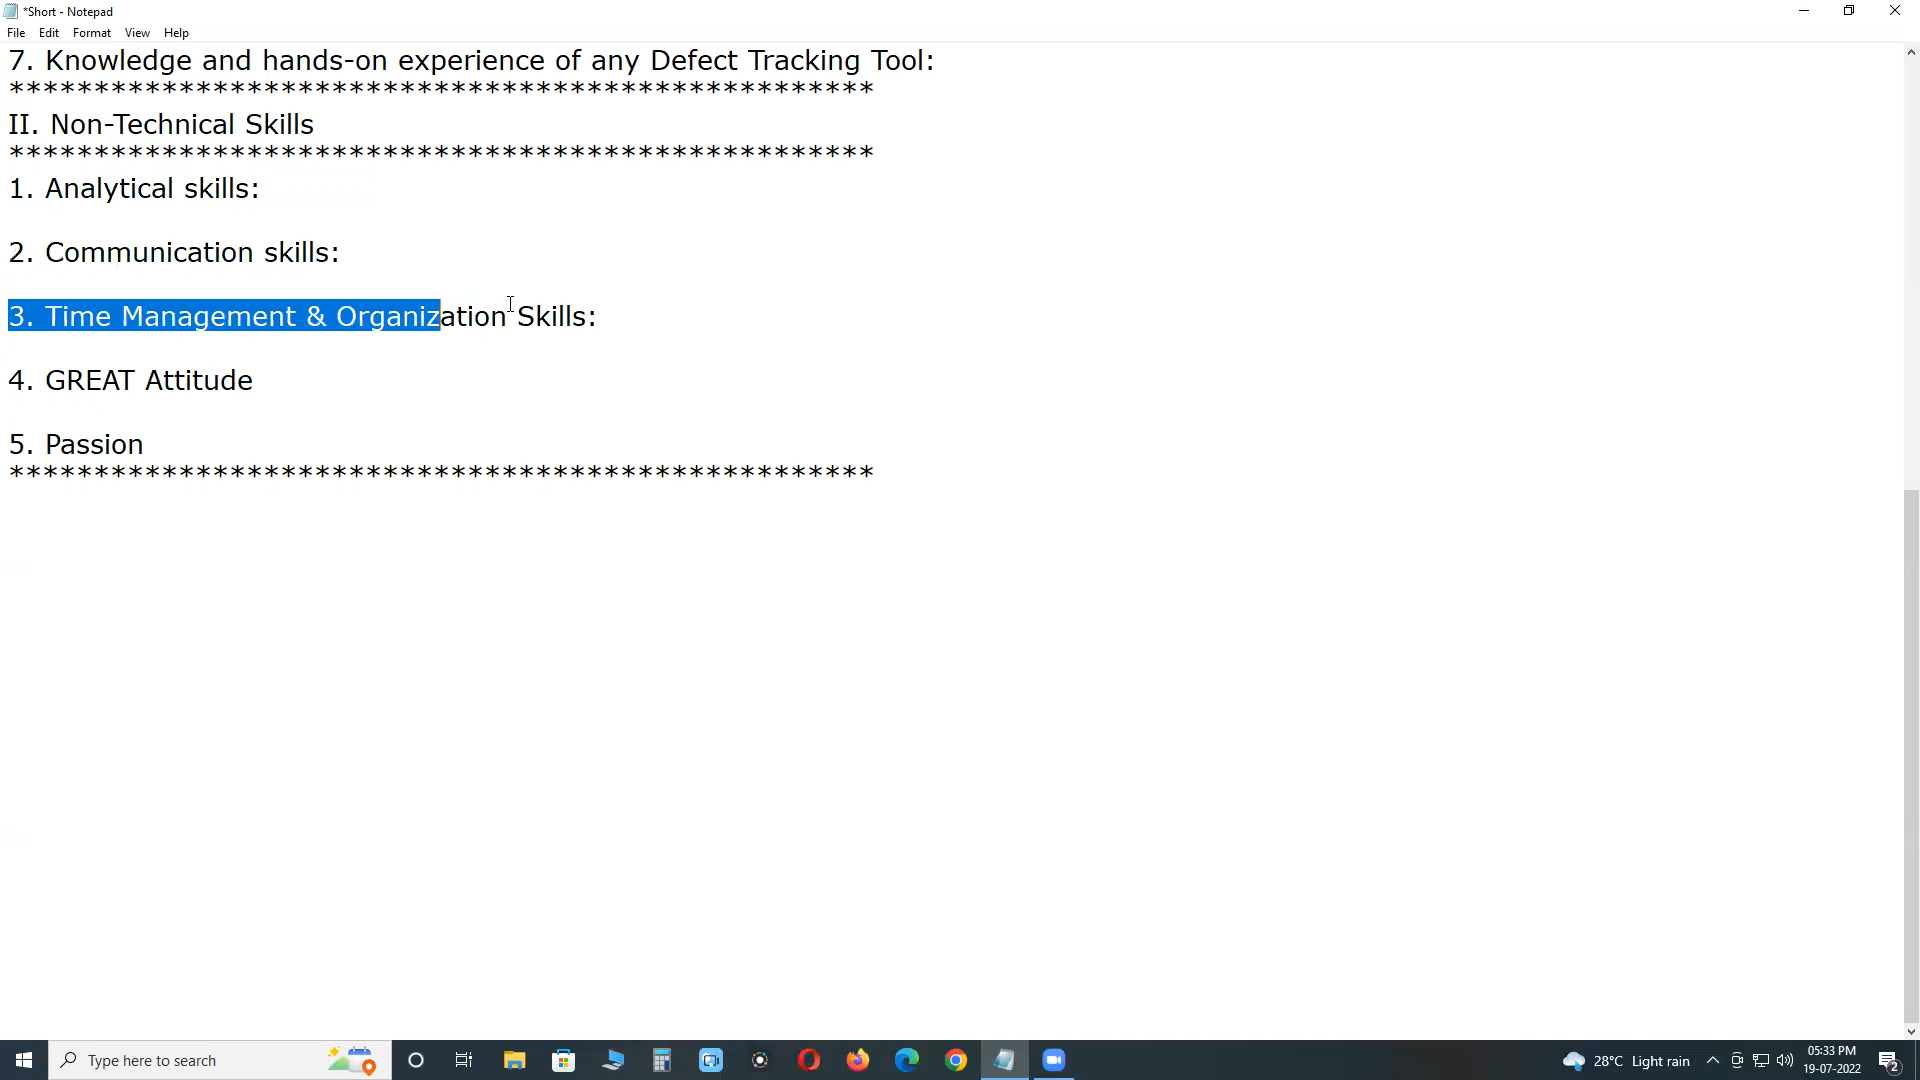 *Short - Notepad
File Edit Format View Help
7. Knowledge and hands-on experience of any Defect Tracking Tool:
***************************************************
II. Non-Technical Skills
***************************************************
1. Analytical skills:
2. Communication skills:
3. Time Management & Organization Skills:
4. GREAT Attitude
5. Passion
***************************************************
Type here to search
28°C Light rain
05:33 PM
19-07-2022
2